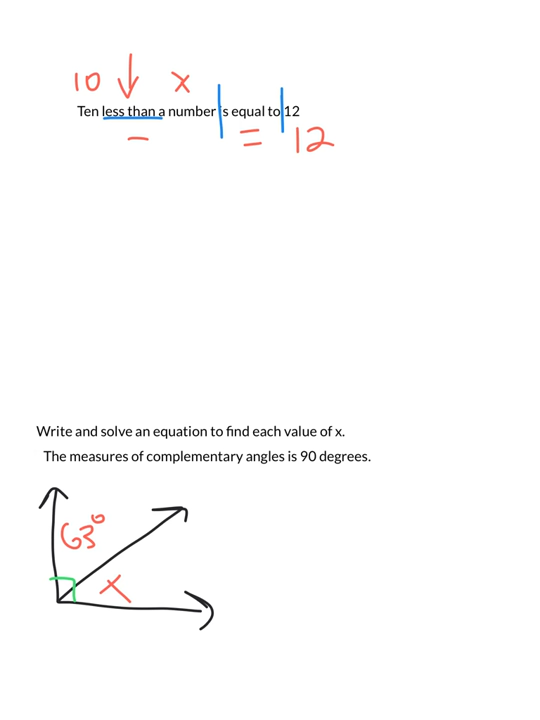 10 ↓ x
Ten less than a number is equal to 12
− = 12
Write and solve an equation to find each value of x.
The measures of complementary angles is 90 degrees.
63°
x